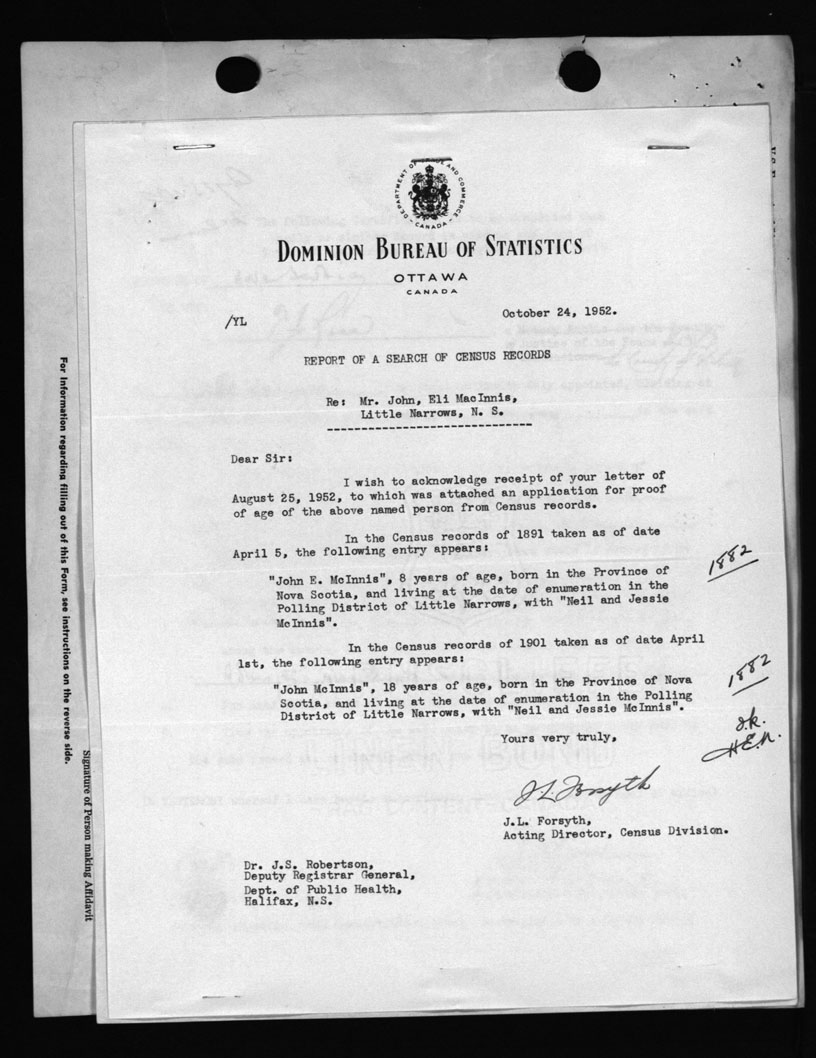 DEPARTMENT OF TRADE AND COMMERCE
CANADA
DOMINION BUREAU OF STATISTICS
OTTAWA
CANADA
/YL
October 24, 1952.
REPORT OF A SEARCH OF CENSUS RECORDS
Re: Mr. John, Eli MacInnis,
Little Narrows, N. S.
------------------------------
Dear Sir:
I wish to acknowledge receipt of your letter of
August 25, 1952, to which was attached an application for proof
of age of the above named person from Census records.
In the Census records of 1891 taken as of date
April 5, the following entry appears:
"John E. McInnis", 8 years of age, born in the Province of
Nova Scotia, and living at the date of enumeration in the
Polling District of Little Narrows, with "Neil and Jessie
McInnis".
1882
In the Census records of 1901 taken as of date April
1st, the following entry appears:
"John McInnis", 18 years of age, born in the Province of Nova
Scotia, and living at the date of enumeration in the Polling
District of Little Narrows, with "Neil and Jessie McInnis".
1882
Yours very truly,
J.L. Forsyth
J.L. Forsyth,
Acting Director, Census Division.
Dr. J.S. Robertson,
Deputy Registrar General,
Dept. of Public Health,
Halifax, N.S.
For information regarding filling out of this Form, see instructions on the reverse side.
Signature of Person making Affidavit